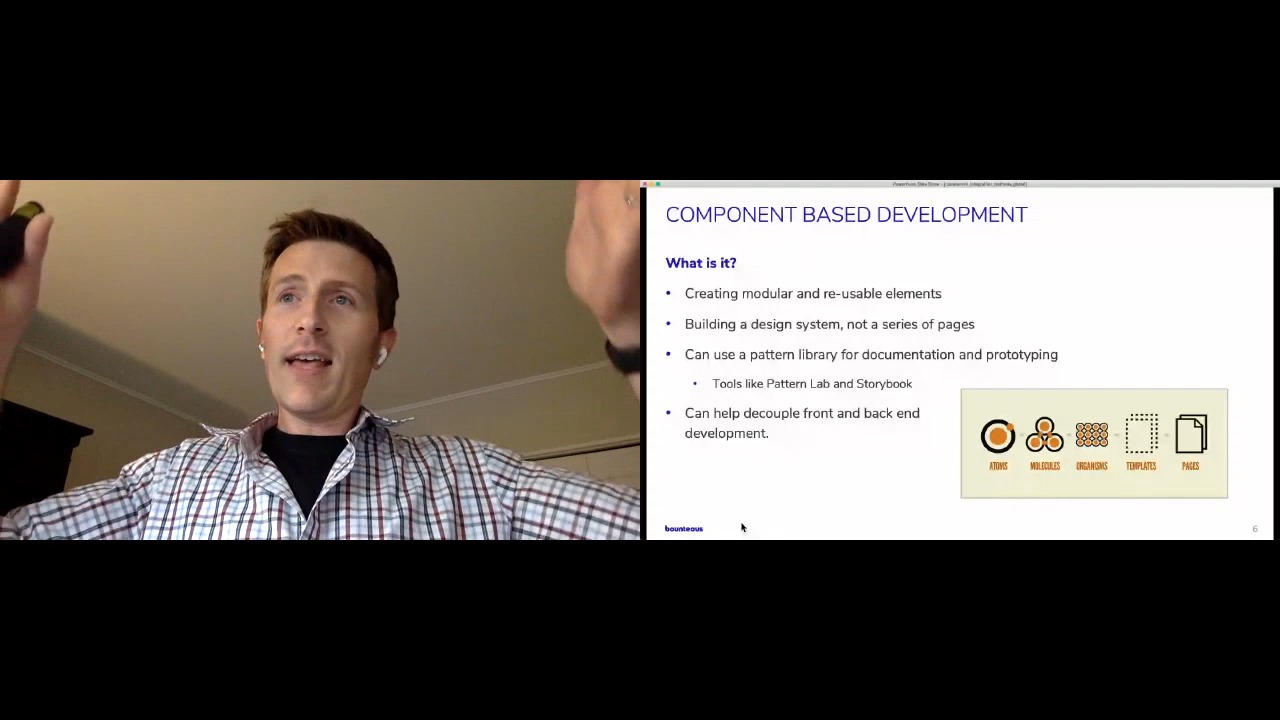 COMPONENT BASED DEVELOPMENT
What is it?
• Creating modular and re-usable elements
• Building a design system, not a series of pages
• Can use a pattern library for documentation and prototyping
• Tools like Pattern Lab and Storybook
• Can help decouple front and back end
development.
ATOMS MOLECULES ORGANISMS TEMPLATES PAGES
bounteous
6